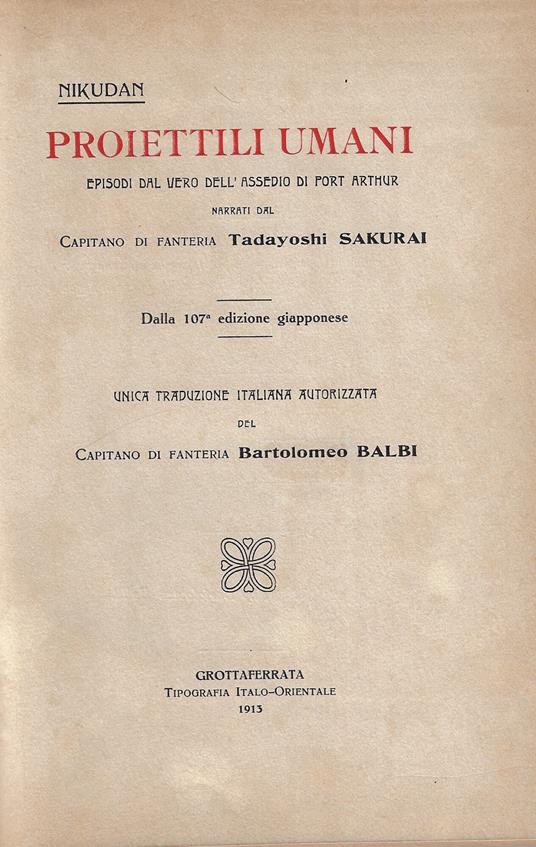 NIKUDAN
PROIETTILI UMANI
EPISODI DAL VERO DELL' ASSEDIO DI PORT ARTHUR
NARRATI DAL
CAPITANO DI FANTERIA Tadayoshi SAKURAI
Dalla 107ª edizione giapponese
UNICA TRADUZIONE ITALIANA AUTORIZZATA
DEL
CAPITANO DI FANTERIA Bartolomeo BALBI
GROTTAFERRATA
TIPOGRAFIA ITALO-ORIENTALE
1913